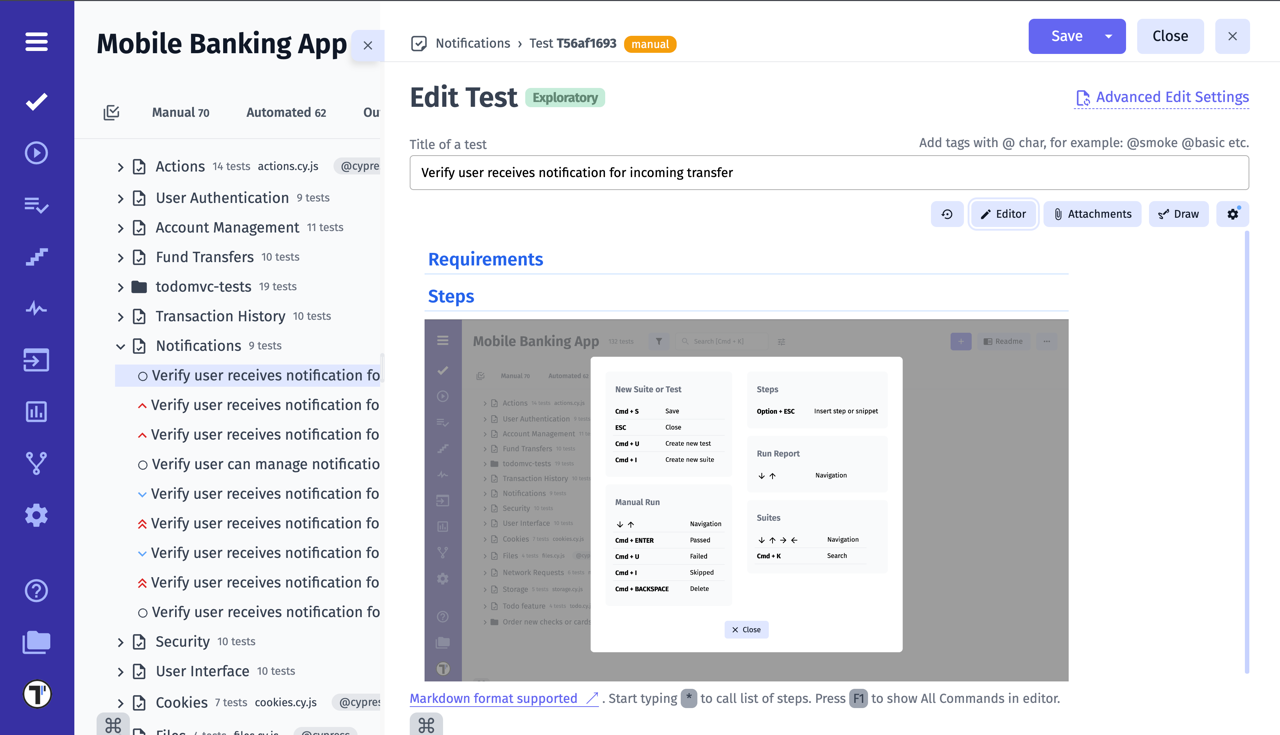 Mobile Banking App
Manual 70
Automated 62
Ou
Actions 14 tests actions.cy.js @cypre
User Authentication 9 tests
Account Management 11 tests
Fund Transfers 10 tests
todomvc-tests 19 tests
Transaction History 10 tests
Notifications 9 tests
Verify user receives notification fo
Verify user receives notification fo
Verify user receives notification fo
Verify user can manage notificatio
Verify user receives notification fo
Verify user receives notification fo
Verify user receives notification fo
Verify user receives notification fo
Verify user receives notification fo
Security 10 tests
User Interface 10 tests
Cookies 7 tests cookies.cy.js @cypre
Files 4 tests files.cy.js @cypress
⌘
Notifications › Test T56af1693 manual
Save
Close
Edit Test Exploratory
Advanced Edit Settings
Title of a test
Add tags with @ char, for example: @smoke @basic etc.
Verify user receives notification for incoming transfer
Editor
Attachments
Draw
Requirements
Steps
Mobile Banking App 132 tests
Search [Cmd + K]
Readme
Manual 70
Automated 62
Actions 14 tests actions.cy.js
User Authentication 9 tests
Account Management
Fund Transfers 10 tests
todomvc-tests 19 tests
Transaction History
Notifications 9 tests
Security 10 tests
User Interface 10 tests
Cookies 7 tests cookies.cy.js
Files 4 tests files.cy.js
Network Requests
Storage storage.cy.js
Todo feature
Order new checks or cards
New Suite or Test
Cmd + S Save
ESC Close
Cmd + U Create new test
Cmd + I Create new suite
Manual Run
↓ ↑ Navigation
Cmd + ENTER Passed
Cmd + U Failed
Cmd + I Skipped
Cmd + BACKSPACE Delete
Steps
Option + ESC Insert step or snippet
Run Report
↓ ↑ Navigation
Suites
↓ ↑ → ← Navigation
Cmd + K Search
× Close
Markdown format supported . Start typing * to call list of steps. Press F1 to show All Commands in editor.
⌘